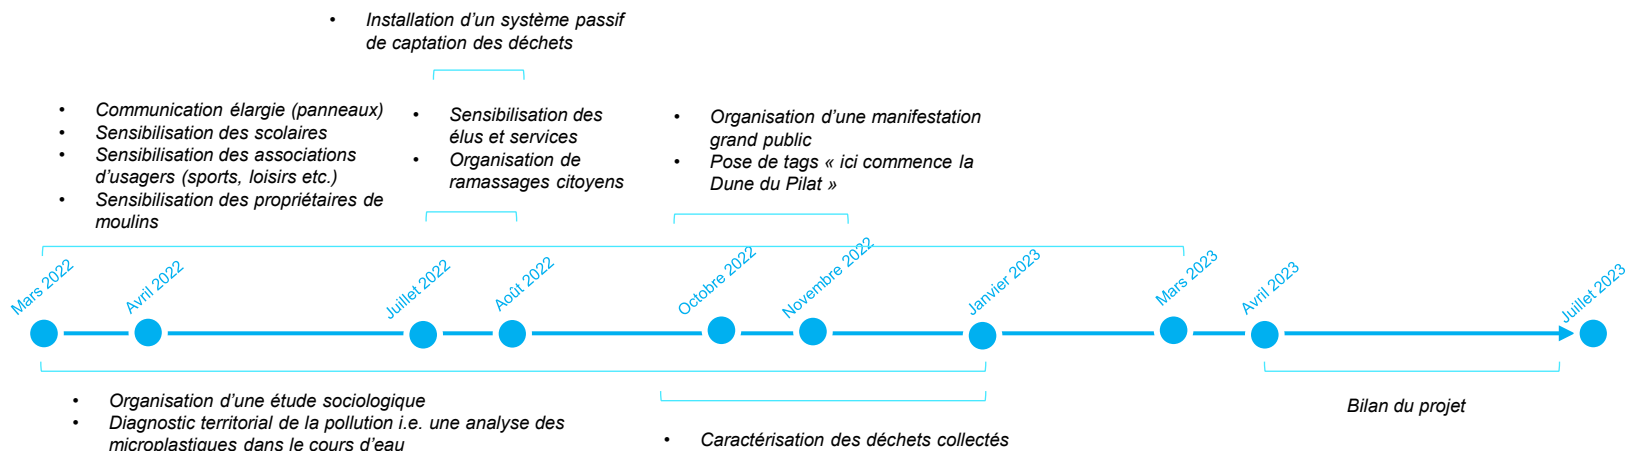 • Installation d’un système passif
de captation des déchets
• Communication élargie (panneaux)
• Sensibilisation des scolaires
• Sensibilisation des associations
d’usagers (sports, loisirs etc.)
• Sensibilisation des propriétaires de
moulins
• Sensibilisation des
élus et services
• Organisation de
ramassages citoyens
• Organisation d’une manifestation
grand public
• Pose de tags « ici commence la
Dune du Pilat »
Mars 2022
Avril 2022
Juillet 2022
Août 2022
Octobre 2022
Novembre 2022
Janvier 2023
Mars 2023
Avril 2023
Juillet 2023
• Organisation d’une étude sociologique
• Diagnostic territorial de la pollution i.e. une analyse des
microplastiques dans le cours d’eau
• Caractérisation des déchets collectés
Bilan du projet